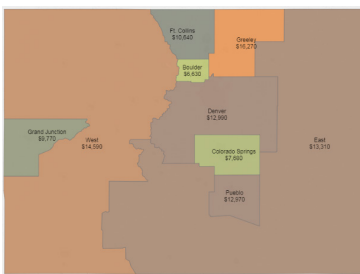 Ft. Collins
$10,640
Greeley
$16,270
Boulder
$6,630
Denver
$12,990
Grand Junction
$9,770
West
$14,590
East
$13,310
Colorado Springs
$7,690
Pueblo
$12,970